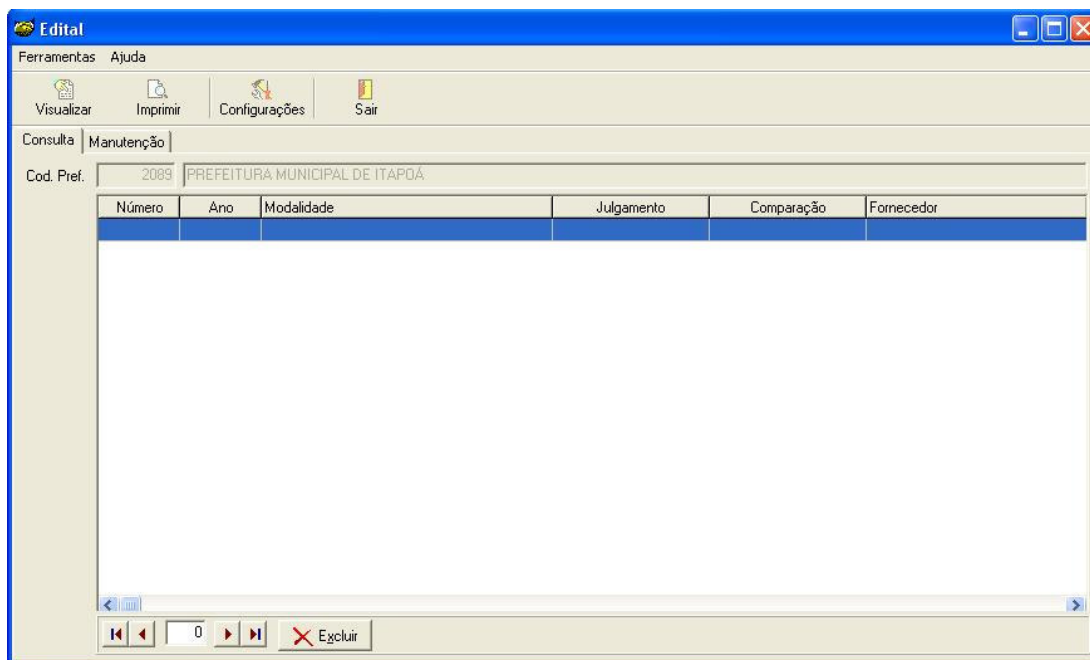 Edital
Ferramentas Ajuda
Visualizar Imprimir Configurações Sair
Consulta Manutenção
Cod. Pref. 2089 PREFEITURA MUNICIPAL DE ITAPOÁ
Número Ano Modalidade Julgamento Comparação Fornecedor
0 Excluir